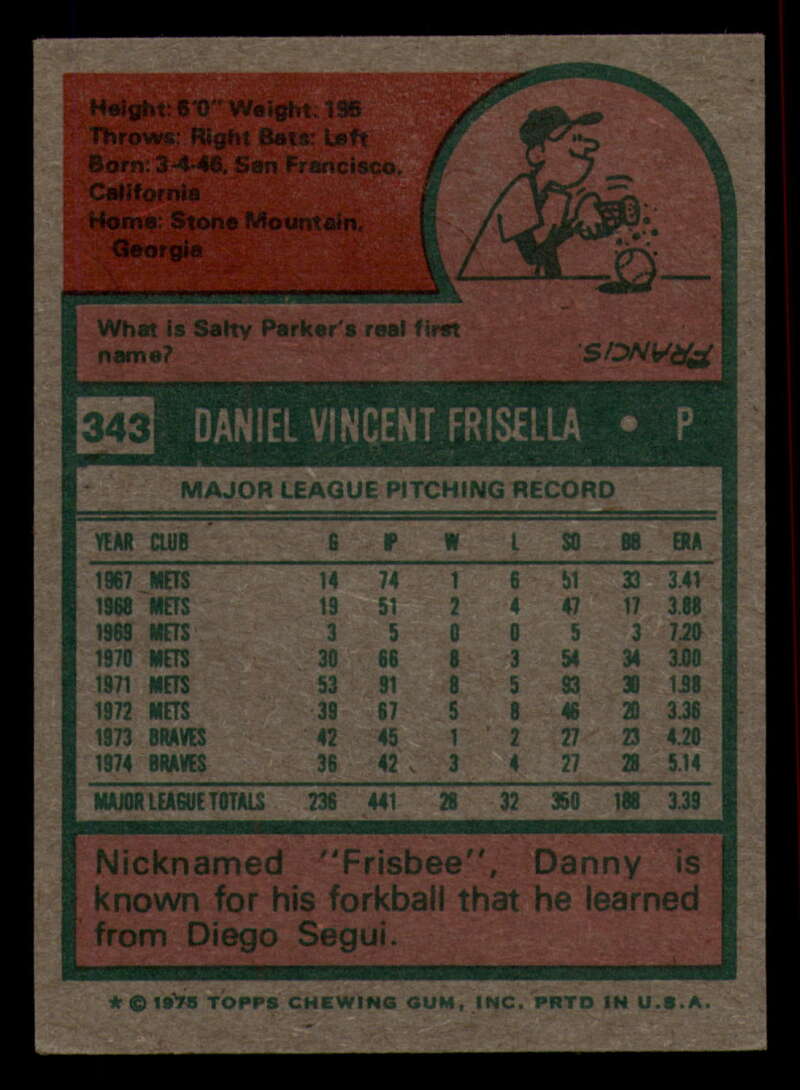 Height: 6'0" Weight: 195
Throws: Right Bats: Left
Born: 3-4-46, San Francisco,
California
Home: Stone Mountain,
Georgia
What is Salty Parker's real first
name?
FRANCIS.
343 DANIEL VINCENT FRISELLA • P
MAJOR LEAGUE PITCHING RECORD
YEAR CLUB G IP W L SO BB ERA
1967 METS 14 74 1 6 51 33 3.41
1968 METS 19 51 2 4 47 17 3.88
1969 METS 3 5 0 0 5 3 7.20
1970 METS 30 66 8 3 54 34 3.00
1971 METS 53 91 8 5 93 30 1.98
1972 METS 39 67 5 8 46 20 3.36
1973 BRAVES 42 45 1 2 27 23 4.20
1974 BRAVES 36 42 3 4 27 28 5.14
MAJOR LEAGUE TOTALS 236 441 28 32 350 188 3.39
Nicknamed "Frisbee", Danny is
known for his forkball that he learned
from Diego Segui.
* © 1975 TOPPS CHEWING GUM, INC. PRTD IN U.S.A.